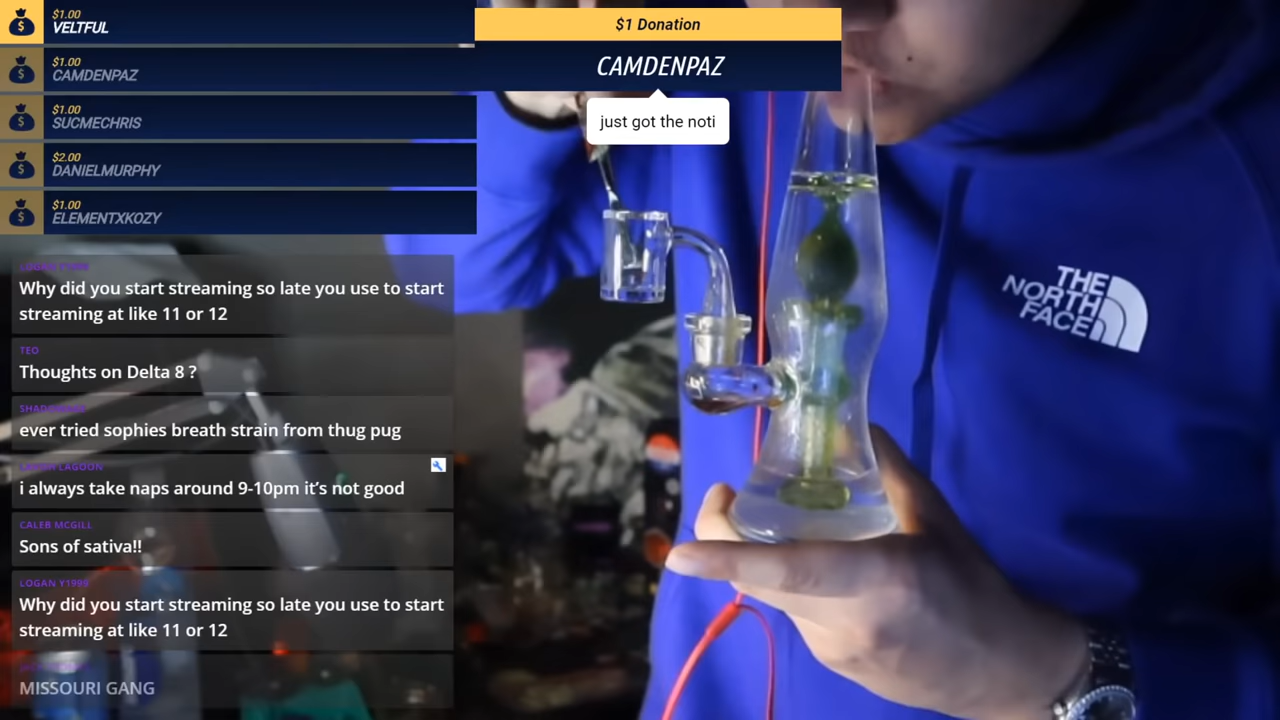 $1.00
VELTFUL
$1.00
CAMDENPAZ
$1.00
SUCMECHRIS
$2.00
DANIELMURPHY
$1.00
ELEMENTXKOZY
$1 Donation
CAMDENPAZ
just got the noti
Why did you start streaming so late you use to start
streaming at like 11 or 12
TEO
Thoughts on Delta 8 ?
ever tried sophies breath strain from thug pug
LAGOON
i always take naps around 9-10pm it's not good
CALEB MCGILL
Sons of sativa!!
LOGAN Y1999
Why did you start streaming so late you use to start
streaming at like 11 or 12
MISSOURI GANG
THE
NORTH
FACE